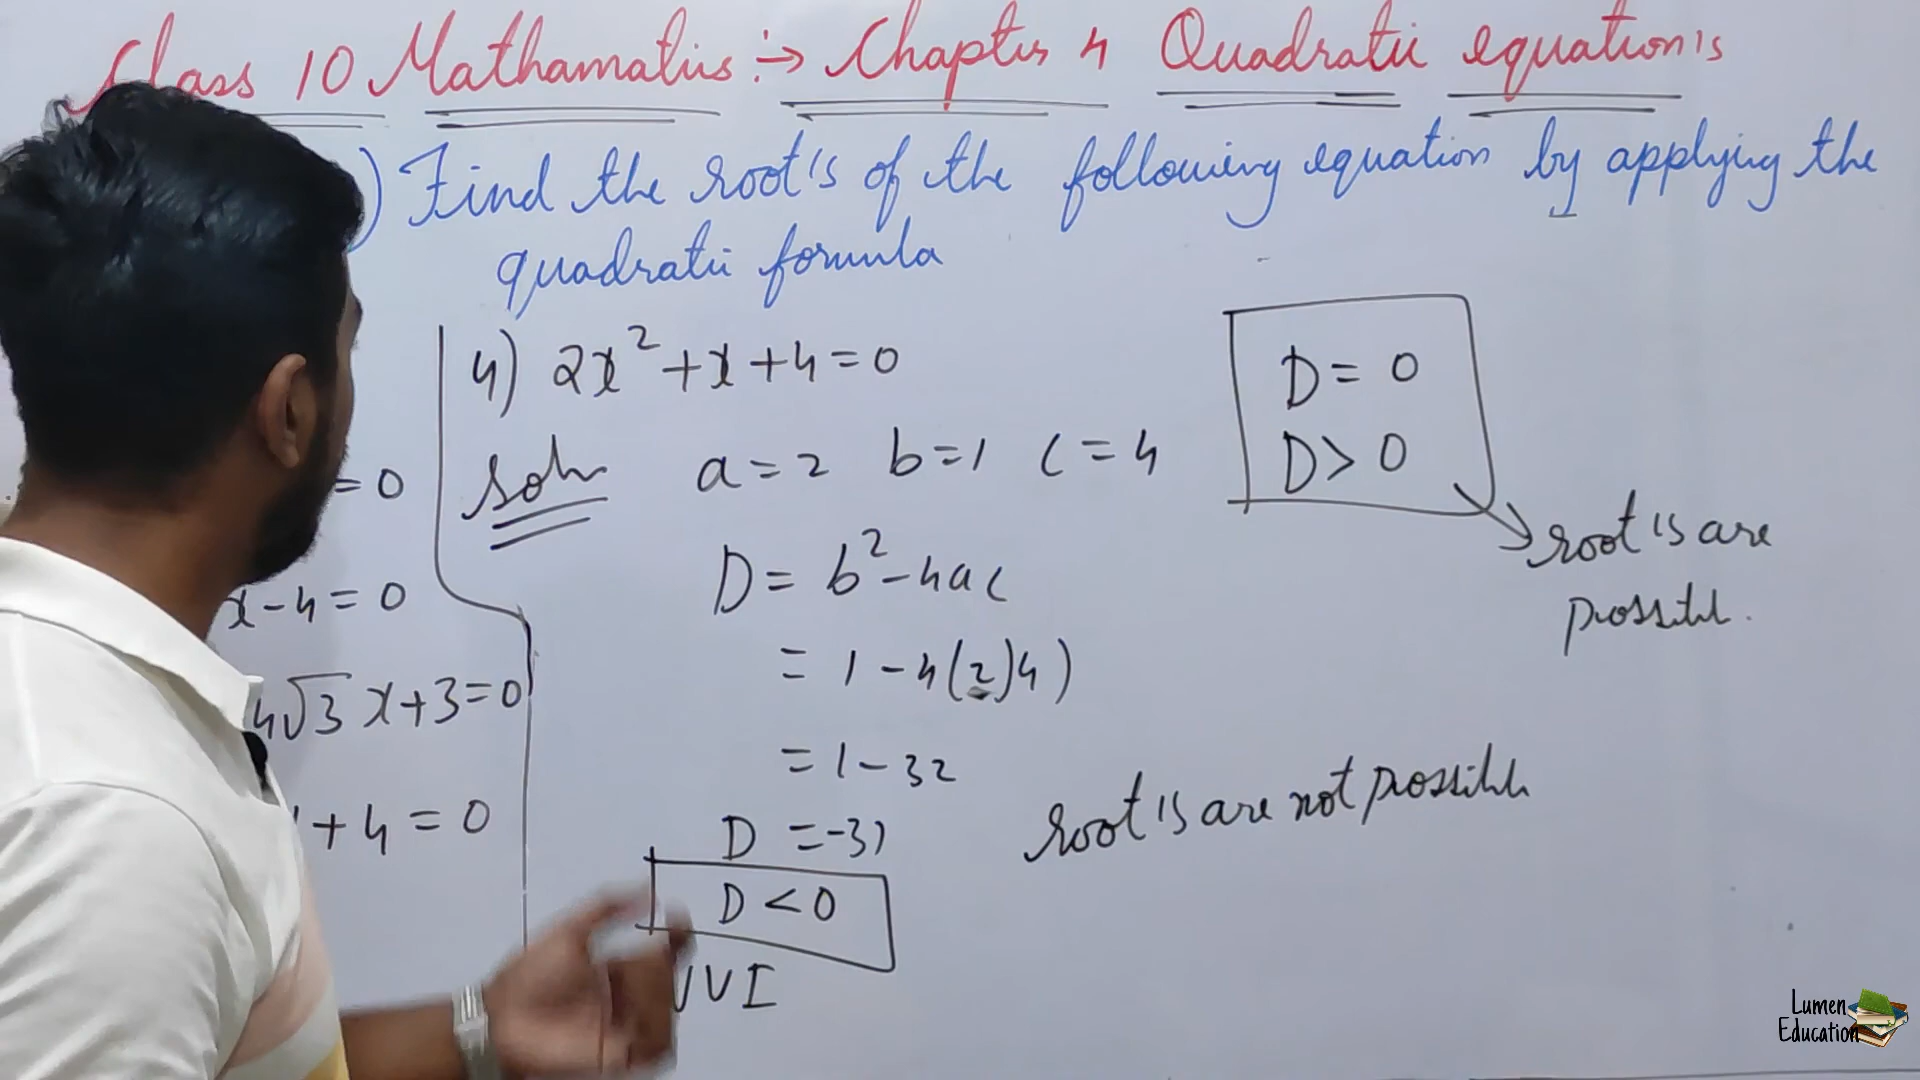 Class 10 Mathamatics :→ Chapter 4 Quadratic equation's
) Find the root's of the following equation by applying the
quadratic formula
= 0
x - 4 = 0
4√3 x + 3 = 0
+ 4 = 0
4) 2x² + x + 4 = 0
Soln a = 2 b = 1 c = 4
D = b² - 4ac
= 1 - 4(2)4)
= 1 - 32
D = -31
D < 0
VVI
D = 0
D > 0
root's are
possible.
root's are not possible
Lumen
Education